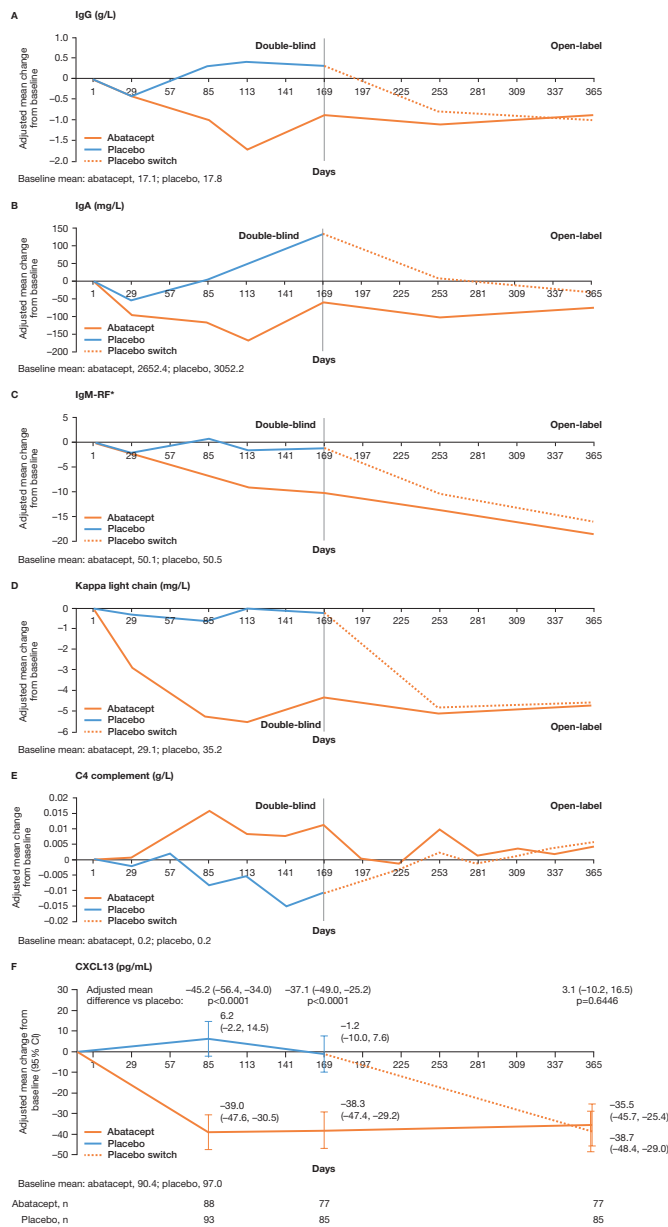 A IgG (g/L)
Adjusted mean change from baseline
1.0
0.5
0
−0.5
−1.0
−1.5
−2.0
Double-blind Open-label
1 29 57 85 113 141 169 197 225 253 281 309 337 365
Abatacept
Placebo
Placebo switch
Days
Baseline mean: abatacept, 17.1; placebo, 17.8
B IgA (mg/L)
Adjusted mean change from baseline
150
100
50
0
−50
−100
−150
−200
Double-blind Open-label
1 29 57 85 113 141 169 197 225 253 281 309 337 365
Abatacept
Placebo
Placebo switch
Days
Baseline mean: abatacept, 2652.4; placebo, 3052.2
C IgM-RF*
Adjusted mean change from baseline
5
0
−5
−10
−15
−20
Double-blind Open-label
1 29 57 85 113 141 169 197 225 253 281 309 337 365
Abatacept
Placebo
Placebo switch
Days
Baseline mean: abatacept, 50.1; placebo, 50.5
D Kappa light chain (mg/L)
Adjusted mean change from baseline
0
−1
−2
−3
−4
−5
−6
1 29 57 85 113 141 169 197 225 253 281 309 337 365
Abatacept
Placebo
Placebo switch
Double-blind Open-label
Days
Baseline mean: abatacept, 29.1; placebo, 35.2
E C4 complement (g/L)
Adjusted mean change from baseline
0.02
0.015
0.01
0.005
0
−0.005
−0.01
−0.015
−0.02
Double-blind Open-label
1 29 57 85 113 141 169 197 225 253 281 309 337 365
Abatacept
Placebo
Placebo switch
Days
Baseline mean: abatacept, 0.2; placebo, 0.2
F CXCL13 (pg/mL)
Adjusted mean change from baseline (95% CI)
30
20
10
0
−10
−20
−30
−40
−50
Adjusted mean −45.2 (−56.4, −34.0) −37.1 (−49.0, −25.2) 3.1 (−10.2, 16.5)
difference vs placebo: p<0.0001 p<0.0001 p=0.6446
6.2
(−2.2, 14.5)
−1.2
(−10.0, 7.6)
1 29 57 85 113 141 169 197 225 253 281 309 337 365
−39.0
(−47.6, −30.5)
−38.3
(−47.4, −29.2)
−35.5
(−45.7, −25.4)
−38.7
(−48.4, −29.0)
Abatacept
Placebo
Placebo switch
Days
Baseline mean: abatacept, 90.4; placebo, 97.0
Abatacept, n 88 77 77
Placebo, n 93 85 85